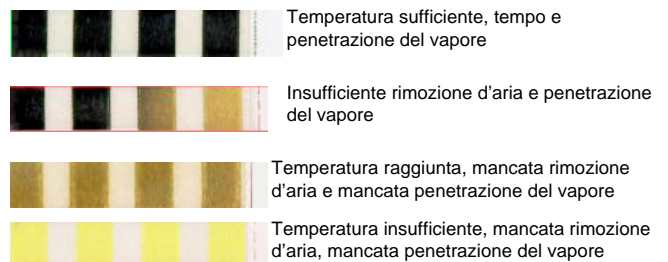 Temperatura sufficiente, tempo e
penetrazione del vapore
Insufficiente rimozione d'aria e penetrazione
del vapore
Temperatura raggiunta, mancata rimozione
d'aria e mancata penetrazione del vapore
Temperatura insufficiente, mancata rimozione
d'aria, mancata penetrazione del vapore